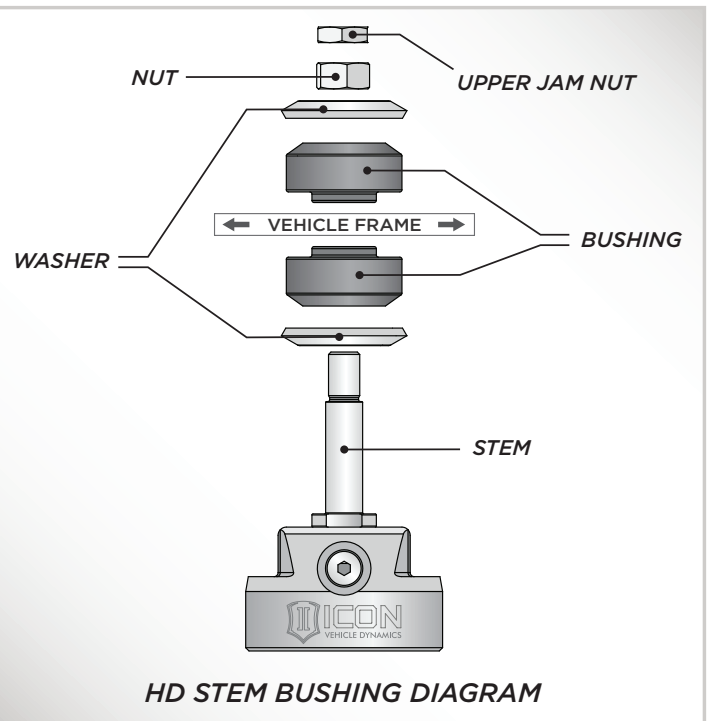 NUT
UPPER JAM NUT
VEHICLE FRAME
WASHER
BUSHING
STEM
ICON
VEHICLE DYNAMICS
HD STEM BUSHING DIAGRAM